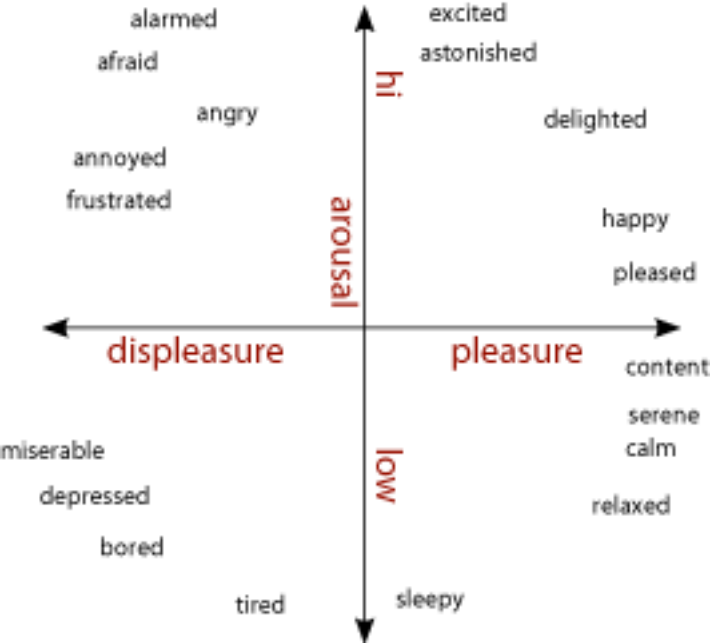 alarmed
excited
afraid
astonished
hi
angry
delighted
annoyed
frustrated
arousal
happy
pleased
displeasure
pleasure
content
serene
miserable
calm
low
depressed
relaxed
bored
tired
sleepy